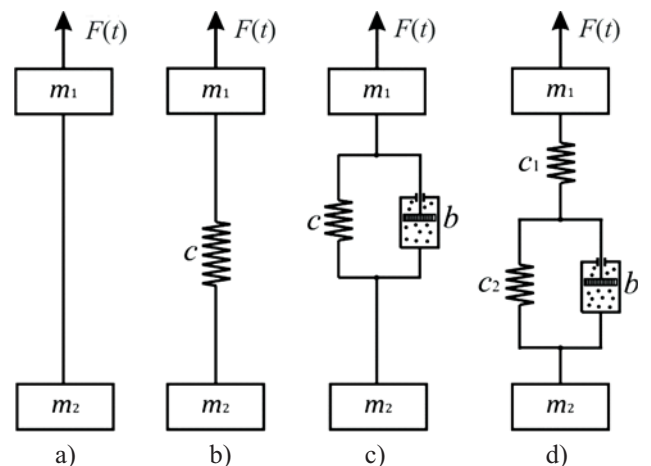 F(t) F(t) F(t) F(t)
m₁ m₁ m₁ m₁
c₁
c b
c
c₂ b
m₂ m₂ m₂ m₂
a) b) c) d)